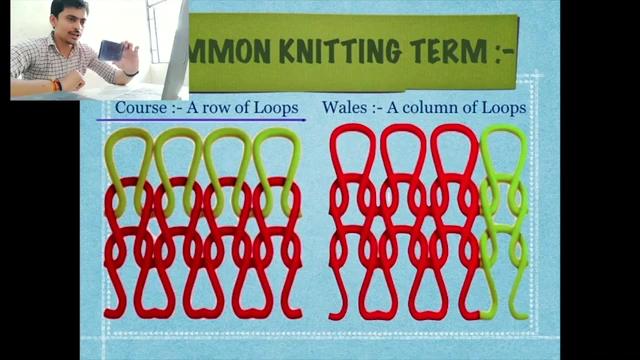 MMON KNITTING TERM :-
Course :- A row of Loops
Wales :- A column of Loops